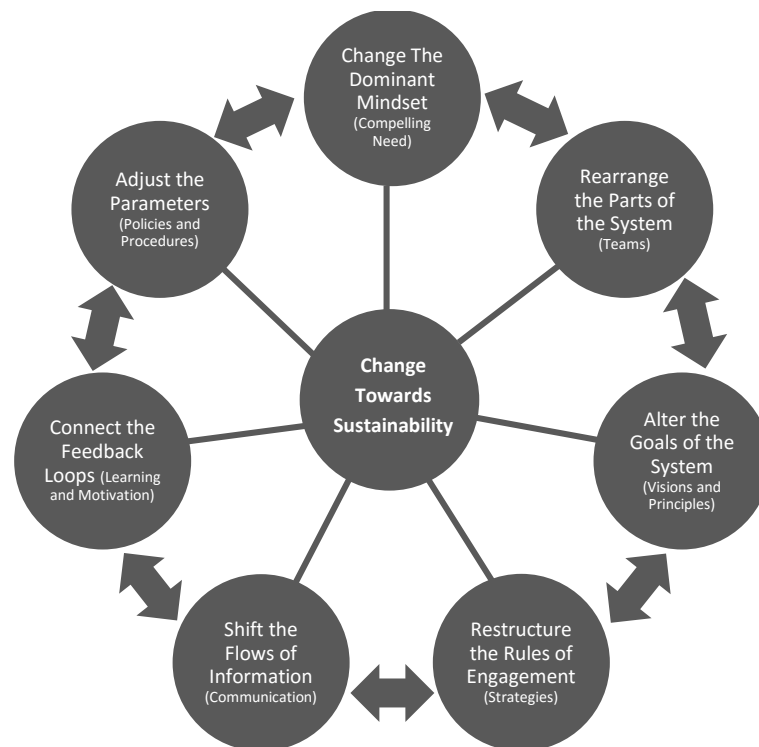 Change The
Dominant
Mindset
(Compelling
Need)
Rearrange
the Parts of
the System
(Teams)
Alter the
Goals of the
System
(Visions and
Principles)
Restructure
the Rules of
Engagement
(Strategies)
Shift the
Flows of
Information
(Communication)
Connect the
Feedback
Loops (Learning
and Motivation)
Adjust the
Parameters
(Policies and
Procedures)
Change
Towards
Sustainability